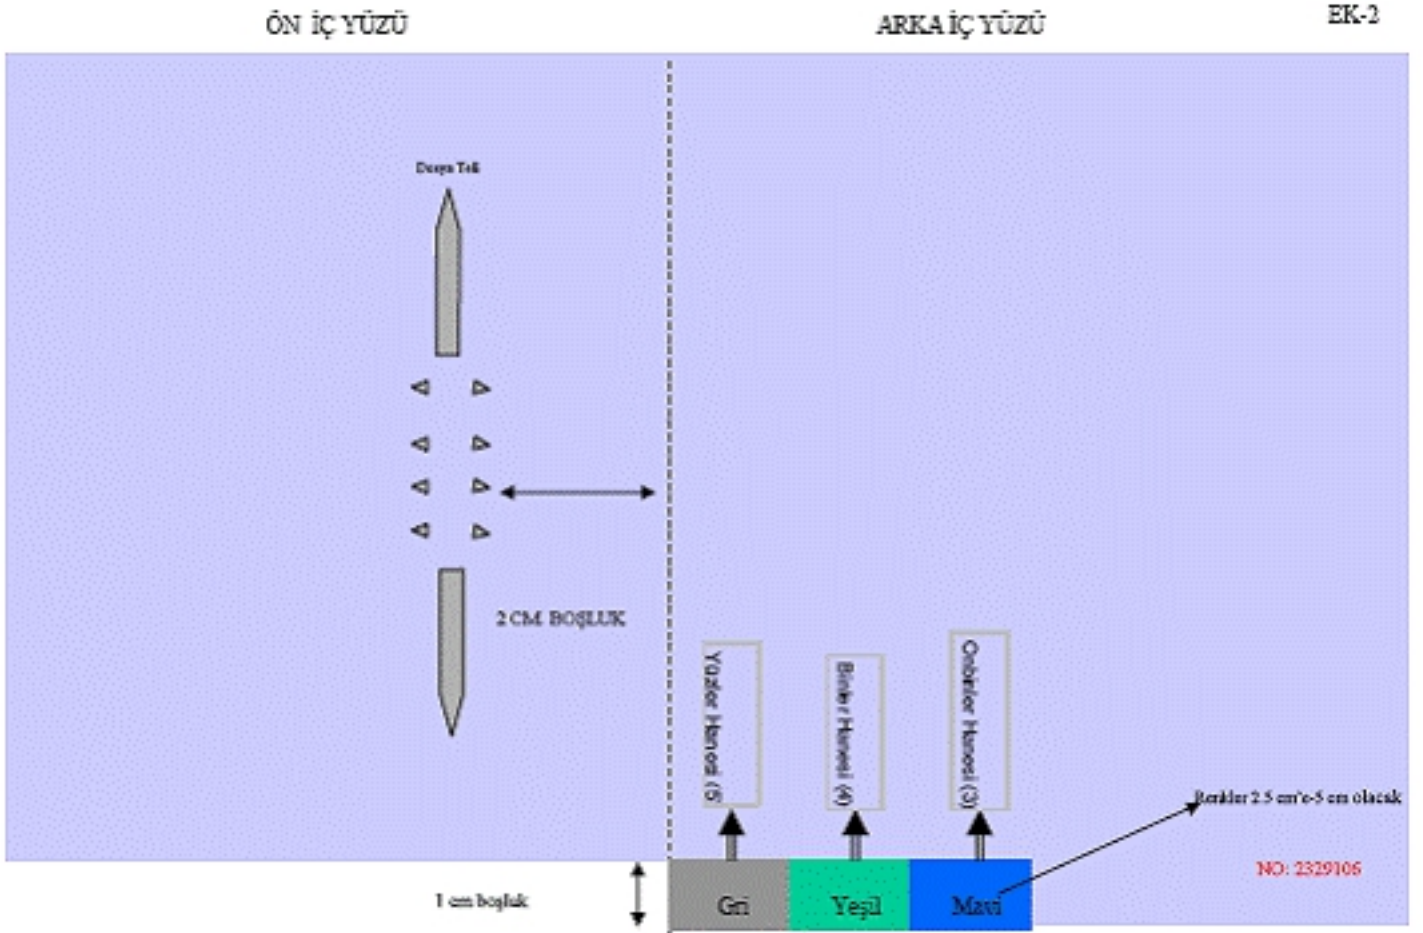 ÖN İÇ YÜZÜ
ARKA İÇ YÜZÜ
EK-2
Dosya Teli
2 CM. BOŞLUK
Yüzler Hanesi (5
Binler Hanesi (4)
Onbinler Hanesi (3)
Renkler 2.5 cm'e-5 cm olacak
NO: 2329106
1 cm boşluk
Gri
Yeşil
Mavi